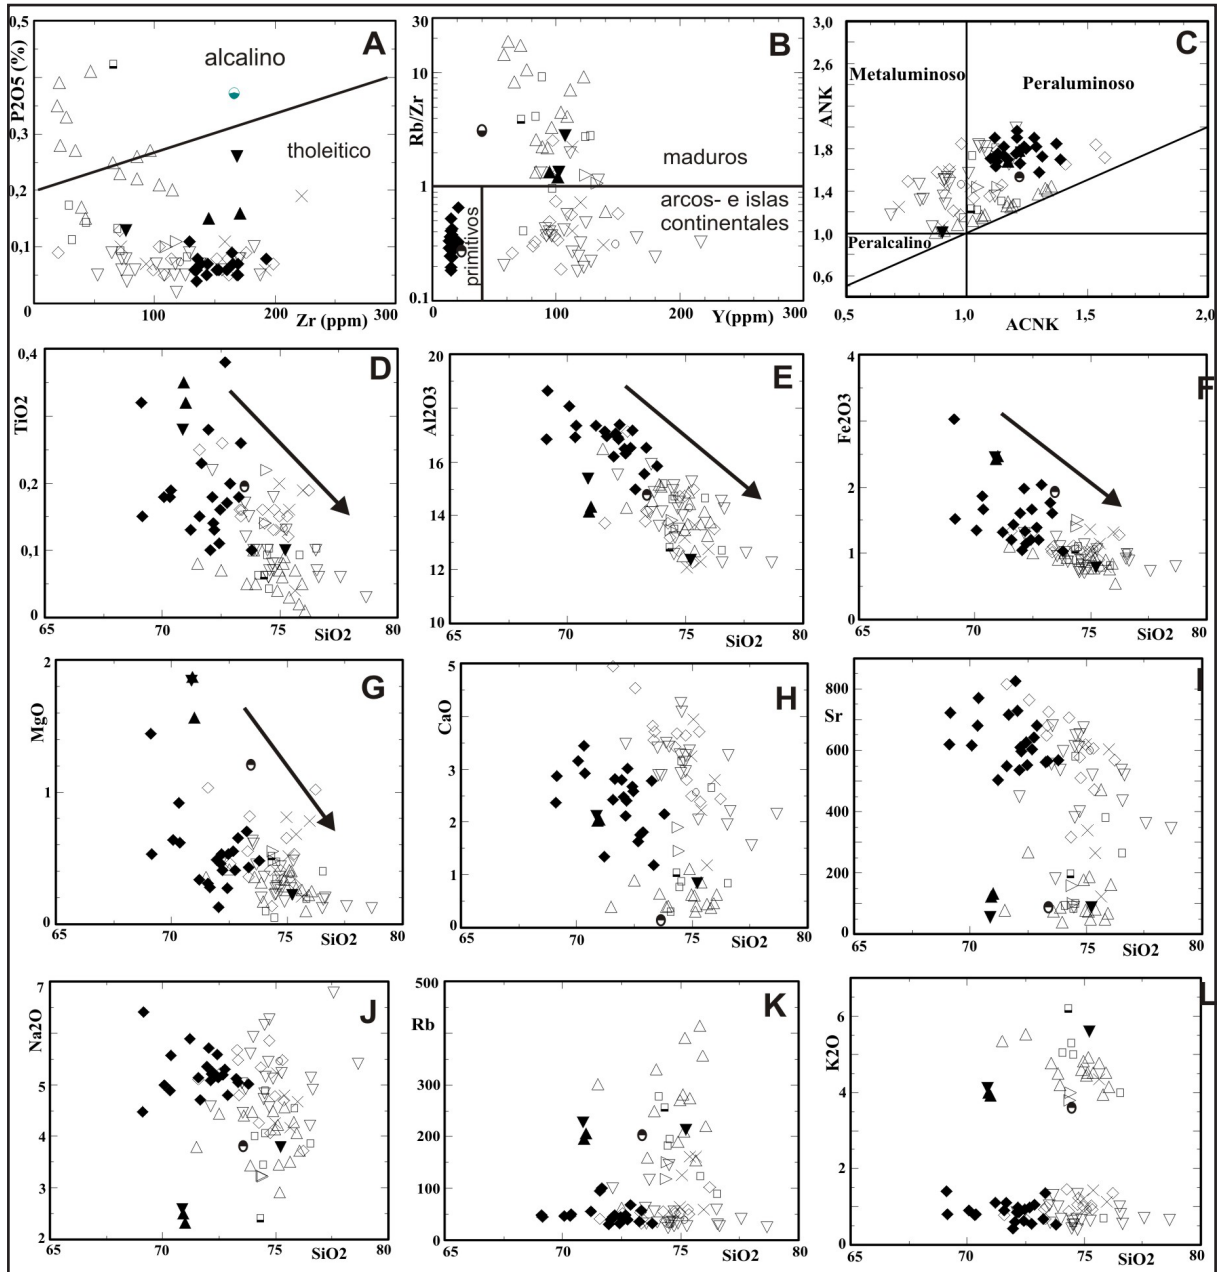 A
P2O5 (%)
0,5
0,3
0,2
0,1
0
0
100
200
300
Zr (ppm)
alcalino
tholeitico
B
Rb/Zr
30
10
1
0.1
0
100
200
300
Y(ppm)
maduros
arcos- e islas
continentales
primitivos
C
ANK
3,0
2,6
2,2
1,8
1,4
1,0
0,6
0,5
1,0
1,5
2,0
ACNK
Metaluminoso
Peraluminoso
Peralcalino
D
TiO2
0,4
0,2
0,1
0
65
70
75
80
SiO2
E
Al2O3
20
18
16
14
12
10
65
70
75
80
SiO2
F
Fe2O3
4
2
1
0
65
70
75
80
SiO2
G
MgO
2
1
0
65
70
75
80
SiO2
H
CaO
5
4
3
2
1
0
65
70
75
80
SiO2
I
Sr
800
600
400
200
0
65
70
75
80
SiO2
J
Na2O
7
6
5
4
3
2
65
70
75
80
SiO2
K
Rb
500
400
300
200
100
0
65
70
75
80
SiO2
L
K2O
6
4
2
0
65
70
75
80
SiO2